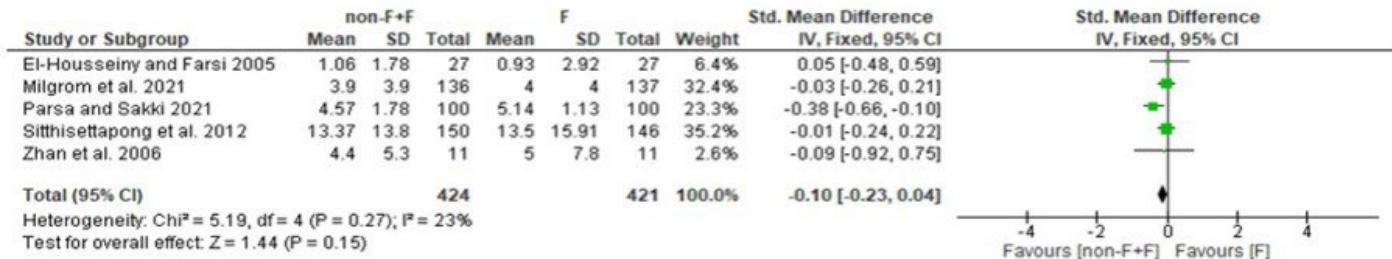 non-F+F F Std. Mean Difference Std. Mean Difference
Study or Subgroup Mean SD Total Mean SD Total Weight IV, Fixed, 95% CI IV, Fixed, 95% CI
El-Housseiny and Farsi 2005 1.06 1.78 27 0.93 2.92 27 6.4% 0.05 [-0.48, 0.59]
Milgrom et al. 2021 3.9 3.9 136 4 4 137 32.4% -0.03 [-0.26, 0.21]
Parsa and Sakki 2021 4.57 1.78 100 5.14 1.13 100 23.3% -0.38 [-0.66, -0.10]
Sitthisettapong et al. 2012 13.37 13.8 150 13.5 15.91 146 35.2% -0.01 [-0.24, 0.22]
Zhan et al. 2006 4.4 5.3 11 5 7.8 11 2.6% -0.09 [-0.92, 0.75]
Total (95% CI) 424 421 100.0% -0.10 [-0.23, 0.04]
Heterogeneity: Chi² = 5.19, df = 4 (P = 0.27); I² = 23%
Test for overall effect: Z = 1.44 (P = 0.15)
-4 -2 0 2 4
Favours [non-F+F] Favours [F]